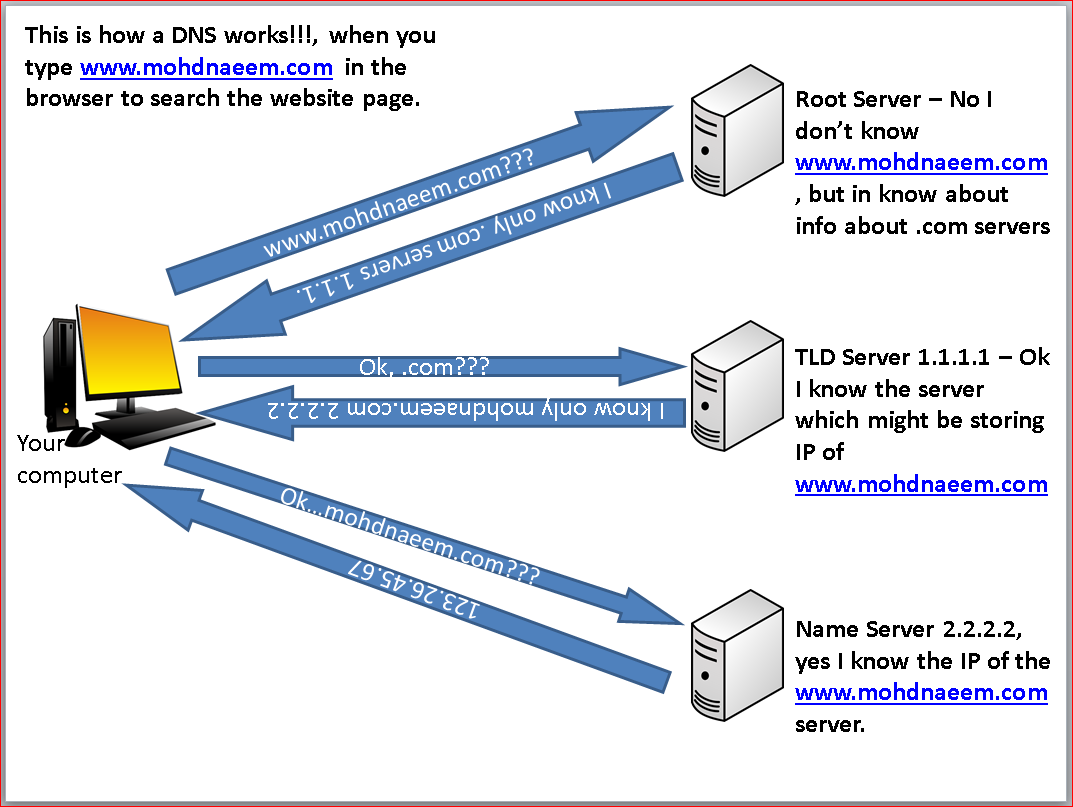 This is how a DNS works!!!, when you
type www.mohdnaeem.com in the
browser to search the website page.
www.mohdnaeem.com???
I know only .com servers 1.1.1.
Root Server – No I
don’t know
www.mohdnaeem.com
, but in know about
info about .com servers
Ok, .com???
I know only mohdnaeem.com 2.2.2.2
TLD Server 1.1.1.1 – Ok
I know the server
which might be storing
IP of
www.mohdnaeem.com
Your
computer
Ok...mohdnaeem.com???
123.26.45.67
Name Server 2.2.2.2,
yes I know the IP of the
www.mohdnaeem.com
server.